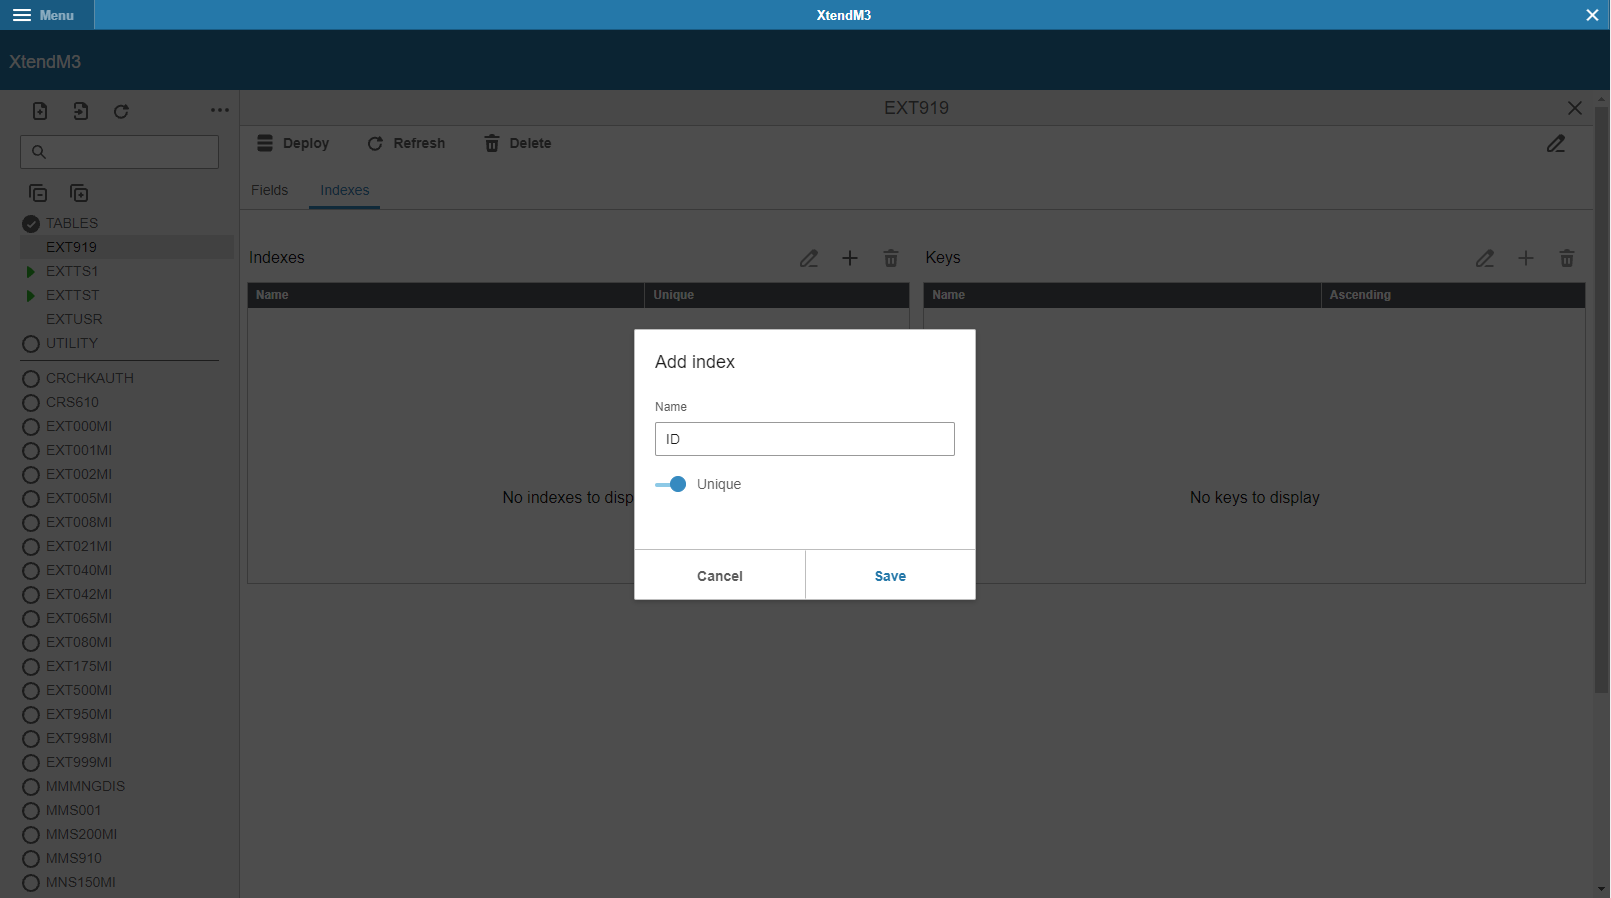 Menu
XtendM3
XtendM3
EXT919
Deploy
Refresh
Delete
Fields
Indexes
TABLES
EXT919
EXTTS1
EXTTST
EXTUSR
UTILITY
CRCHKAUTH
CRS610
EXT000MI
EXT001MI
EXT002MI
EXT005MI
EXT008MI
EXT021MI
EXT040MI
EXT042MI
EXT065MI
EXT080MI
EXT175MI
EXT500MI
EXT950MI
EXT998MI
EXT999MI
MMMNGDIS
MMS001
MMS200MI
MMS910
MNS150MI
Indexes
Name
Unique
No indexes to disp
Keys
Name
Ascending
No keys to display
Add index
Name
ID
Unique
Cancel
Save